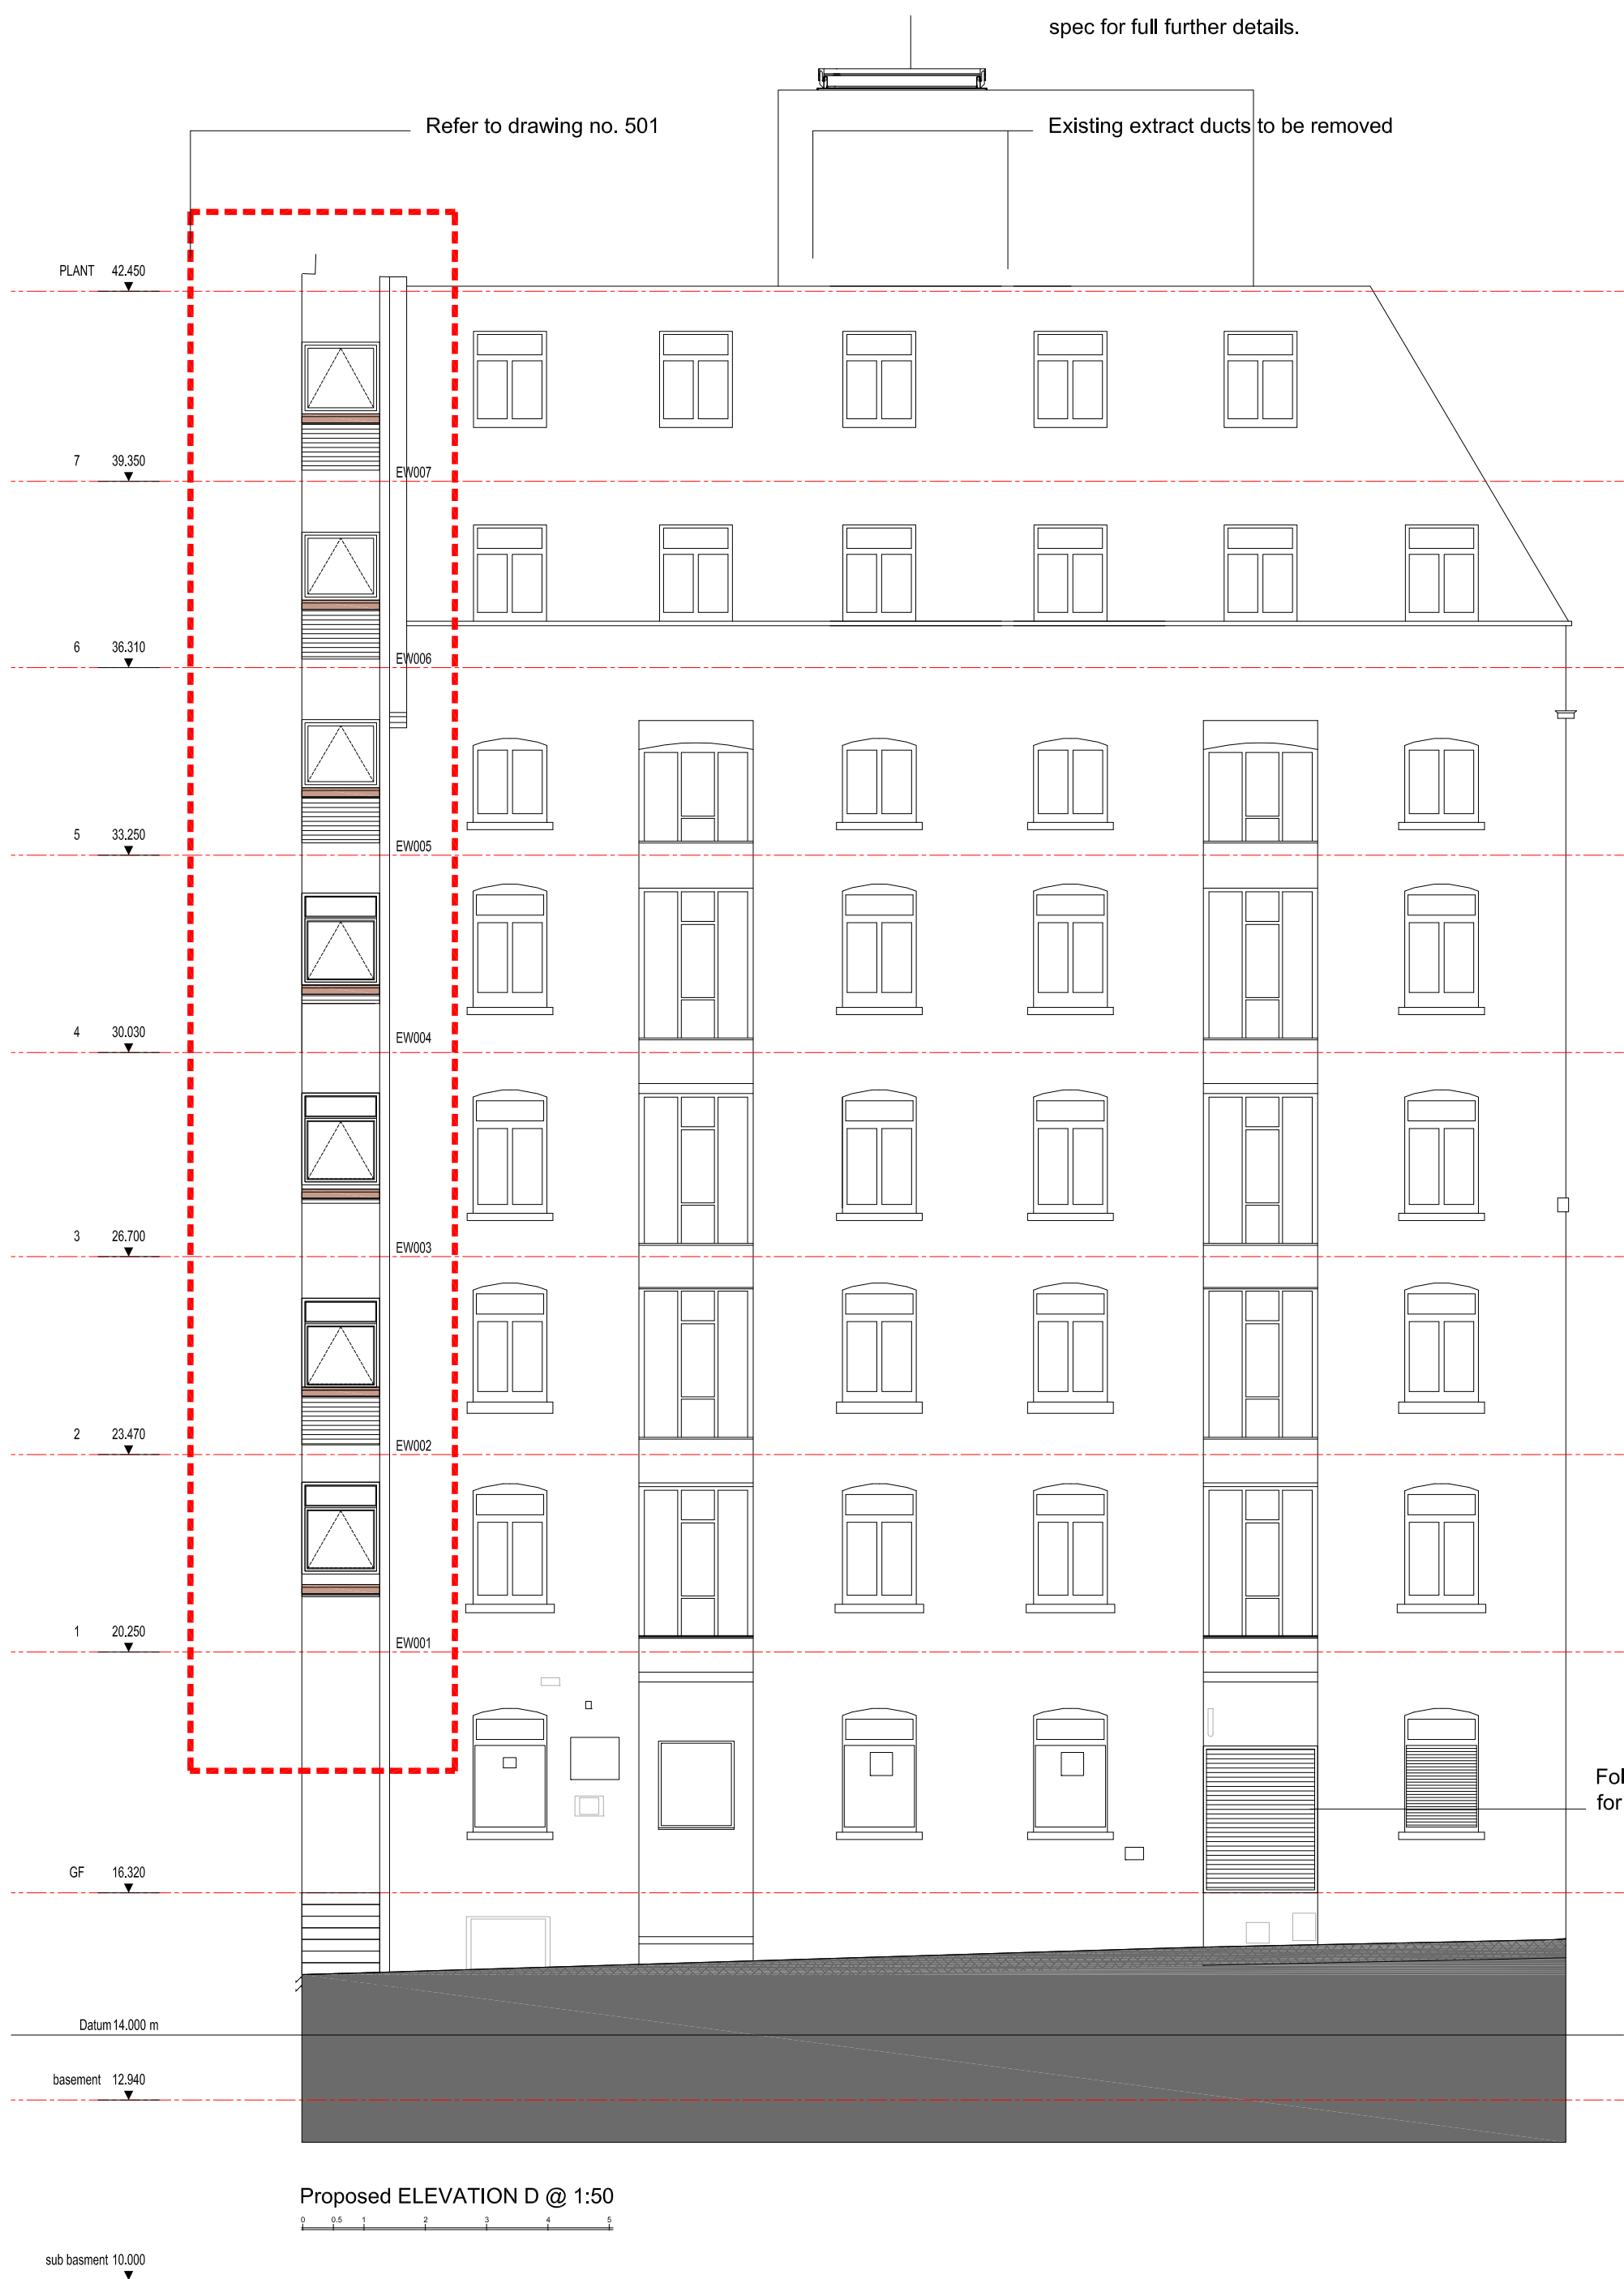 spec for full further details.
Refer to drawing no. 501
Existing extract ducts to be removed
PLANT 42.450
7 39.350
EW007
6 36.310
EW006
5 33.250
EW005
4 30.030
EW004
3 26.700
EW003
2 23.470
EW002
1 20.250
EW001
for
GF 16.320
Datum 14.000 m
basement 12.940
Proposed ELEVATION D @ 1:50
0 0.5 1 2 3 4 5
sub basment 10.000